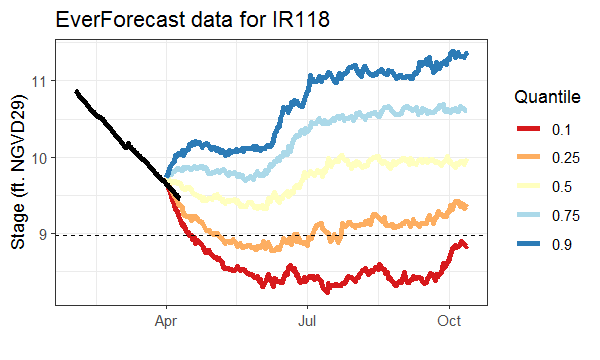 EverForecast data for IR118
Stage (ft. NGVD29)
11
10
9
Apr
Jul
Oct
Quantile
0.1
0.25
0.5
0.75
0.9